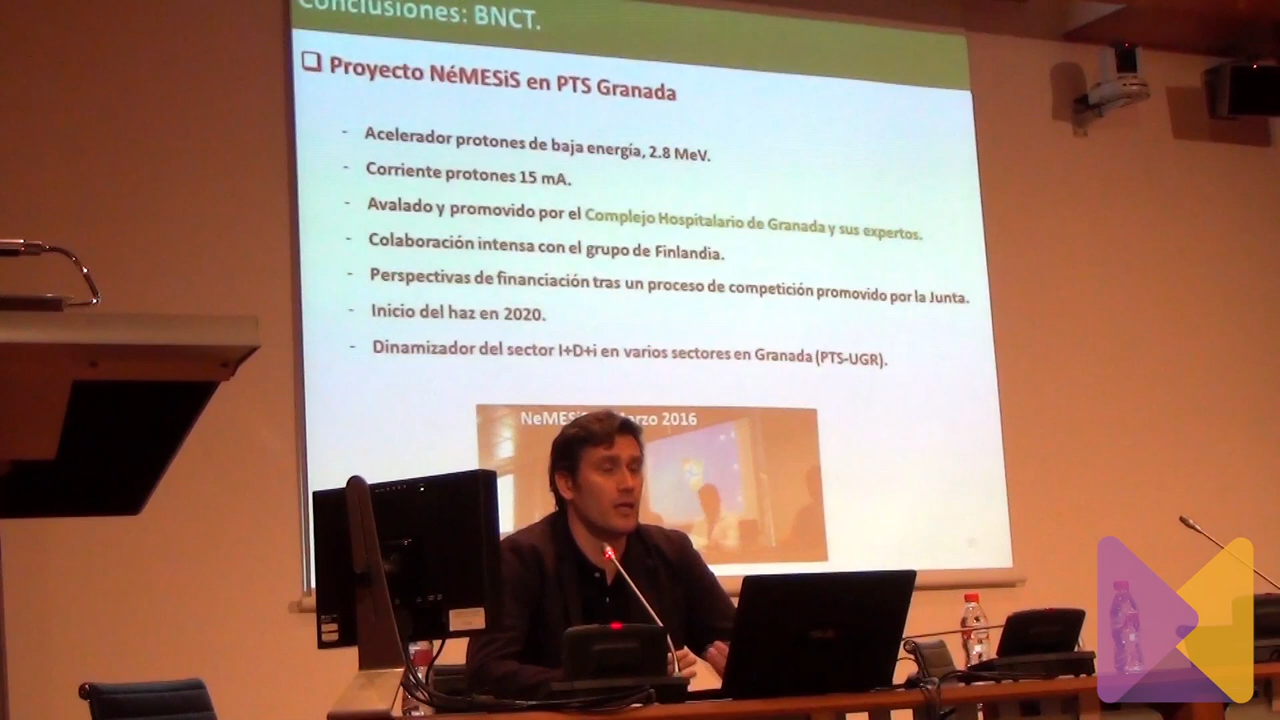 Conclusiones: BNCT.
❑ Proyecto NéMESiS en PTS Granada
- Acelerador protones de baja energía, 2.8 MeV.
- Corriente protones 15 mA.
- Avalado y promovido por el Complejo Hospitalario de Granada y sus expertos.
- Colaboración intensa con el grupo de Finlandia.
- Perspectivas de financiación tras un proceso de competición promovido por la Junta.
- Inicio del haz en 2020.
- Dinamizador del sector I+D+i en varios sectores en Granada (PTS-UGR).
2016